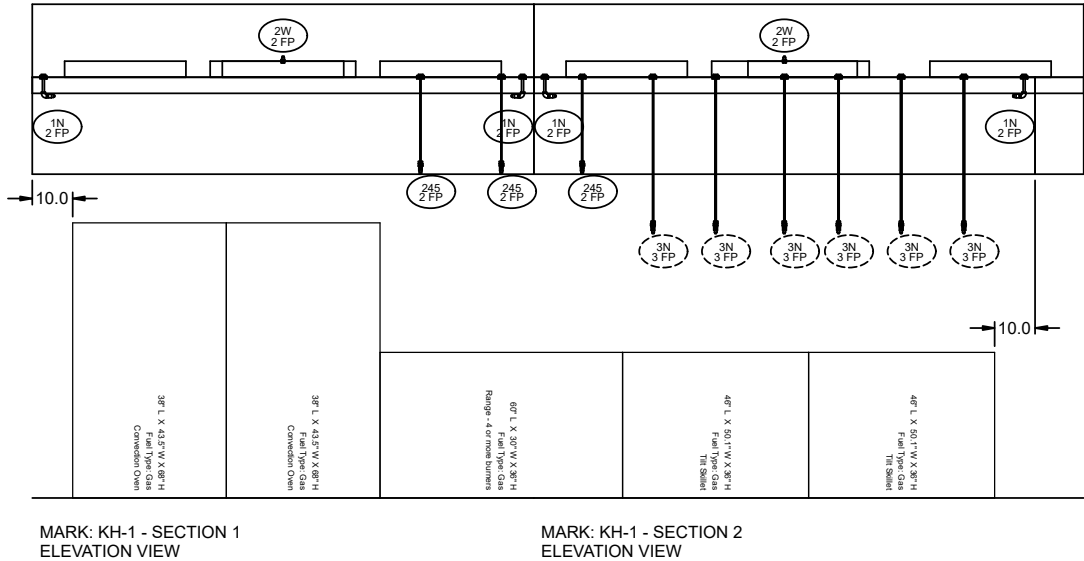 2W
2 FP
2W
2 FP
1N
2 FP
1N
2 FP
1N
2 FP
1N
2 FP
245
2 FP
245
2 FP
245
2 FP
3N
3 FP
3N
3 FP
3N
3 FP
3N
3 FP
3N
3 FP
3N
3 FP
10.0
10.0
38" L X 43.5" W X 68" H
Fuel Type: Gas
Convection Oven
38" L X 43.5" W X 68" H
Fuel Type: Gas
Convection Oven
60" L X 30" W X 36" H
Fuel Type: Gas
Range - 4 or more burners
46" L X 50.1" W X 36" H
Fuel Type: Gas
Tilt Skillet
46" L X 50.1" W X 36" H
Fuel Type: Gas
Tilt Skillet
MARK: KH-1 - SECTION 1
ELEVATION VIEW
MARK: KH-1 - SECTION 2
ELEVATION VIEW